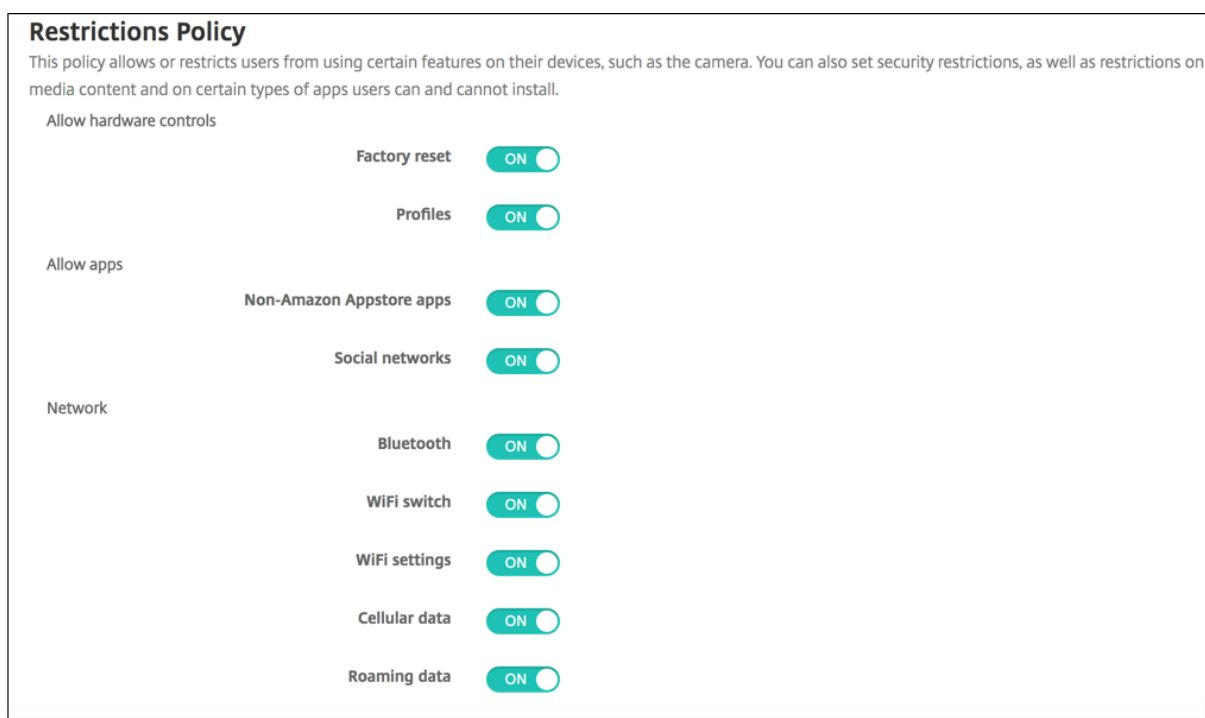 Restrictions Policy
This policy allows or restricts users from using certain features on their devices, such as the camera. You can also set security restrictions, as well as restrictions on
media content and on certain types of apps users can and cannot install.
Allow hardware controls
Factory reset ON
Profiles ON
Allow apps
Non-Amazon Appstore apps ON
Social networks ON
Network
Bluetooth ON
WiFi switch ON
WiFi settings ON
Cellular data ON
Roaming data ON